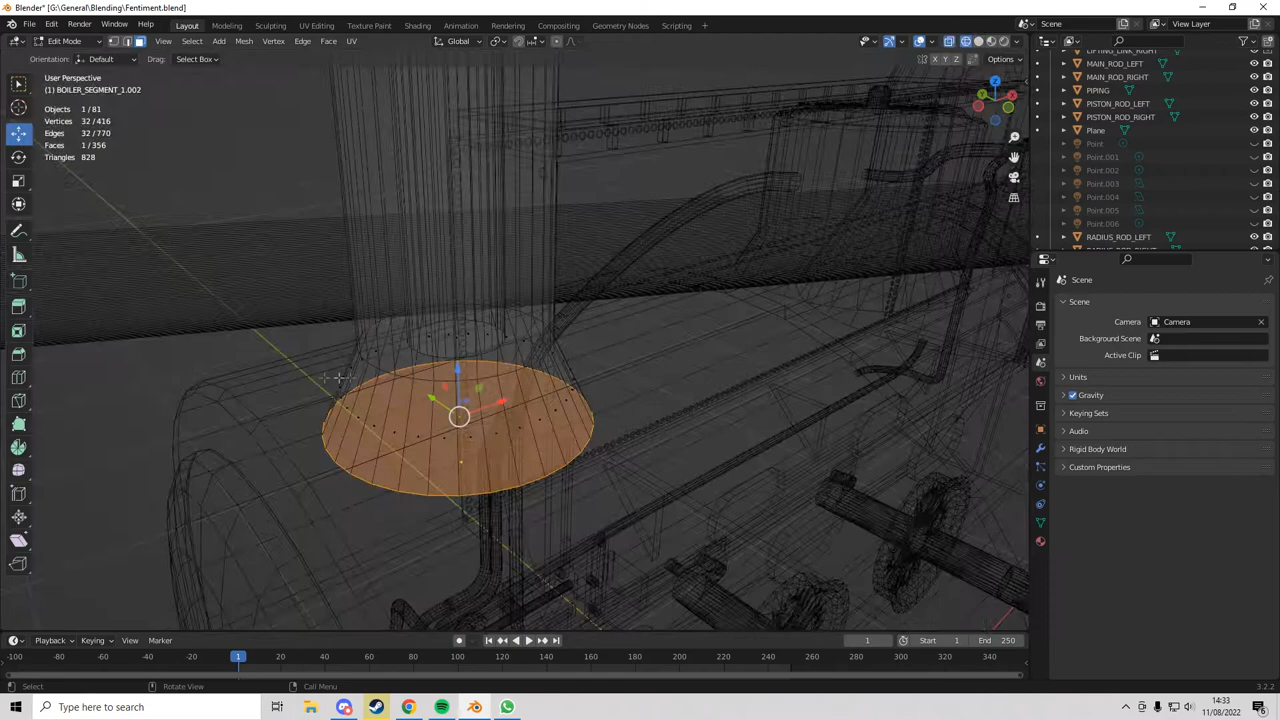 Blender* [G:\General\Blending\Fentiment.blend]
File Edit Render Window Help Layout Modeling Sculpting UV Editing Texture Paint Shading Animation Rendering Compositing Geometry Nodes Scripting Scene View Layer
Edit Mode View Select Add Mesh Vertex Edge Face UV Global
Orientation: Default Drag: Select Box X Y Z Options
User Perspective
(1) BOILER_SEGMENT_1.002
Objects 1/81
Vertices 32/416
Edges 32/770
Faces 1/356
Triangles 828
Z
Y
X
LIFTING_LINK_RIGHT
MAIN_ROD_LEFT
MAIN_ROD_RIGHT
PIPING
PISTON_ROD_LEFT
PISTON_ROD_RIGHT
Plane
Point
Point.001
Point.002
Point.003
Point.004
Point.005
Point.006
RADIUS_ROD_LEFT
Scene
Scene
Camera Camera
Background Scene
Active Clip
Units
Gravity
Keying Sets
Audio
Rigid Body World
Custom Properties
Playback Keying View Marker 1 Start 1 End 250
-100 -80 -60 -40 -20 1 20 40 60 80 100 120 140 160 180 200 220 240 260 280 300 320 340
Select Rotate View Call Menu 3.2.2
Type here to search
14:33
11/08/2022
6